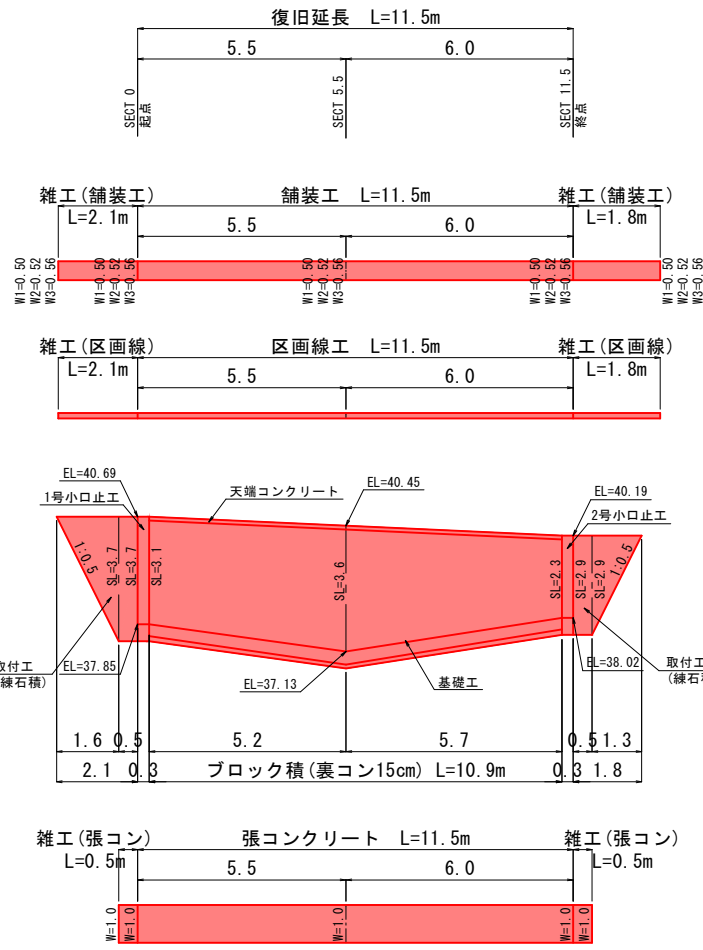 復旧延長 L=11.5m
5.5 6.0
SECT 0
起点
SECT 5.5
SECT 11.5
終点
雑工(舗装工) 舗装工 L=11.5m 雑工(舗装工)
L=2.1m L=1.8m
5.5 6.0
W1=0.50
W2=0.52
W3=0.56
W1=0.50
W2=0.52
W3=0.56
W1=0.50
W2=0.52
W3=0.56
W1=0.50
W2=0.52
W3=0.56
W1=0.50
W2=0.52
W3=0.56
雑工(区画線) 区画線工 L=11.5m 雑工(区画線)
L=2.1m L=1.8m
5.5 6.0
EL=40.69
1号小口止工
天端コンクリート
EL=40.45
EL=40.19
2号小口止工
1:0.5
SL=3.7
SL=3.7
SL=3.1
SL=3.6
SL=2.3
SL=2.9
SL=2.9
1:0.5
取付工
練石積)
EL=37.85
EL=37.13
基礎工
EL=38.02
取付工
(練石
1.6 0.5 5.2 5.7 0.5 1.3
2.1 0.3 ブロック積(裏コン15cm) L=10.9m 0.3 1.8
雑工(張コン) 張コンクリート L=11.5m 雑工(張コン)
L=0.5m L=0.5m
5.5 6.0
W=1.0
W=1.0
W=1.0
W=1.0
W=1.0